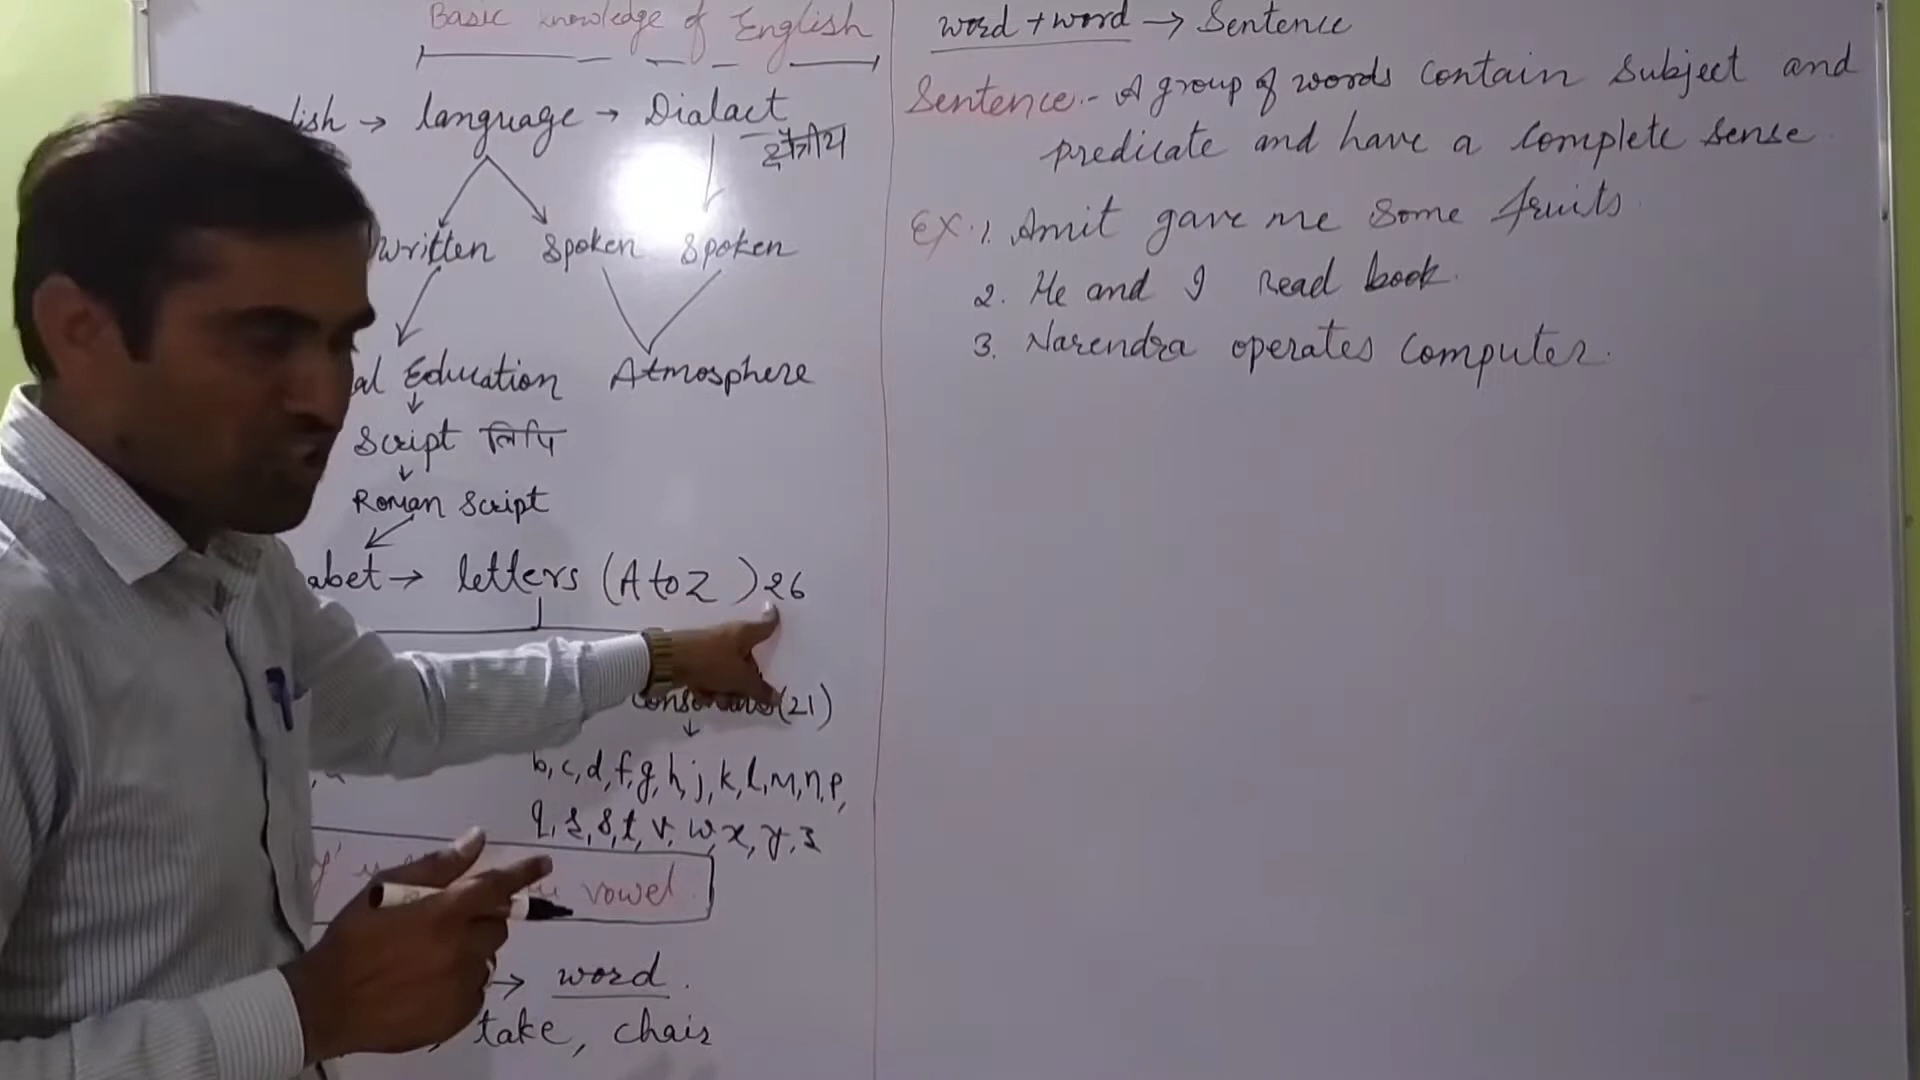 Basic knowledge of English
lish → language → Dialact
क्षेत्रीय
written spoken spoken
al Education Atmosphere
Script लिपि
Roman Script
abet → letters (A to Z) 26
(21)
b, c, d, f, g, h, j, k, l, m, n, p,
q, r, s, t, v, w, x, y, z
vowel
→ word.
take, chair
word + word → Sentence
Sentence:- A group of words contain subject and
predicate and have a complete sense
Ex. 1. Amit gave me some fruits.
2. He and I read book.
3. Narendra operates computer.